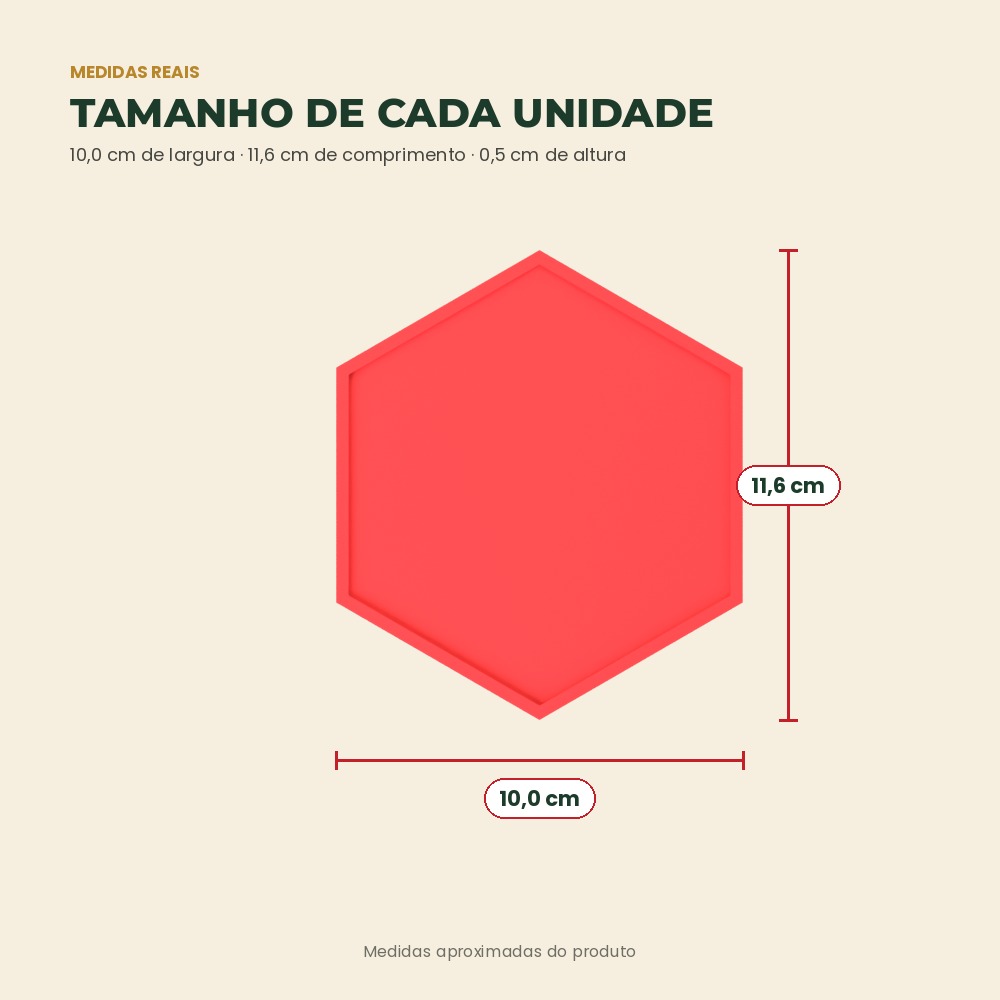 MEDIDAS REAIS
TAMANHO DE CADA UNIDADE
10,0 cm de largura · 11,6 cm de comprimento · 0,5 cm de altura
11,6 cm
10,0 cm
Medidas aproximadas do produto